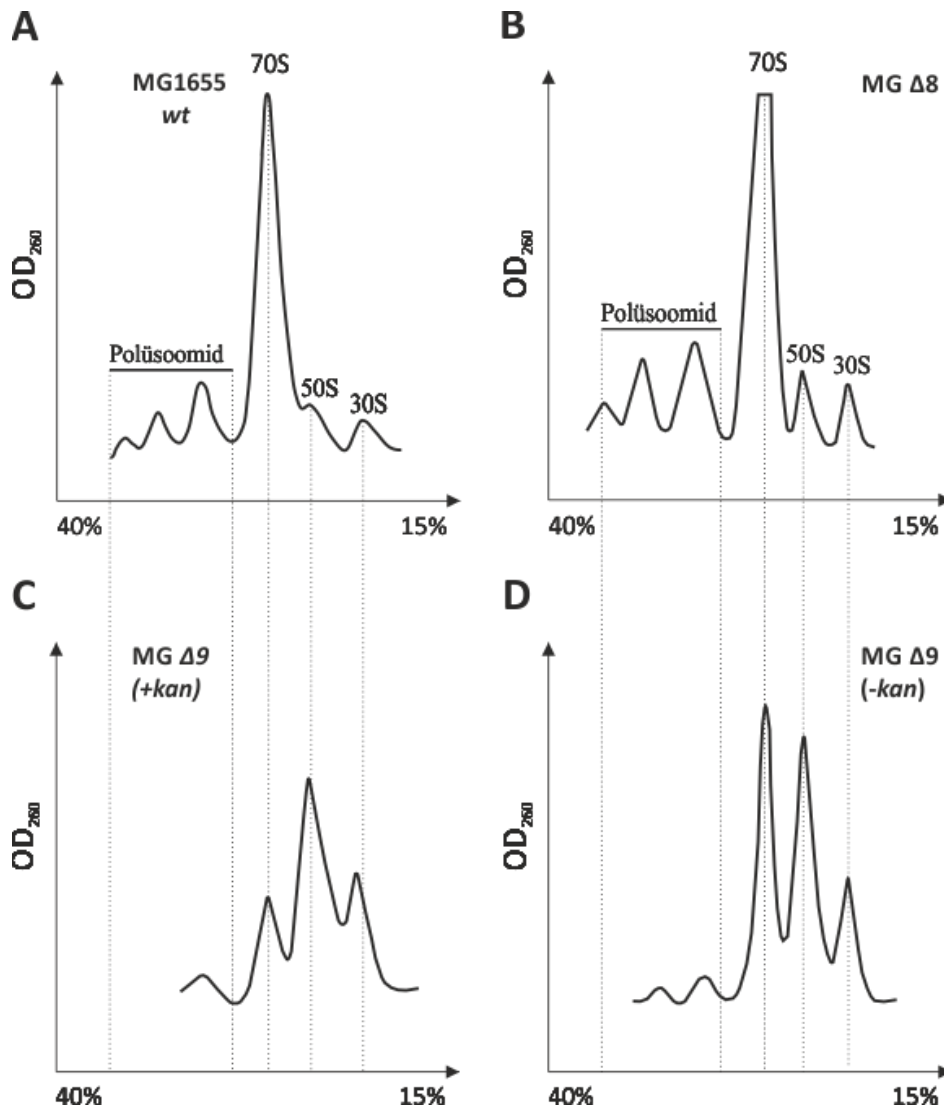 A
MG1655
wt
70S
Polüsoomid
50S
30S
OD260
40%
15%
B
MG Δ8
70S
Polüsoomid
50S
30S
OD260
40%
15%
C
MG Δ9
(+kan)
OD260
40%
15%
D
MG Δ9
(-kan)
OD260
40%
15%